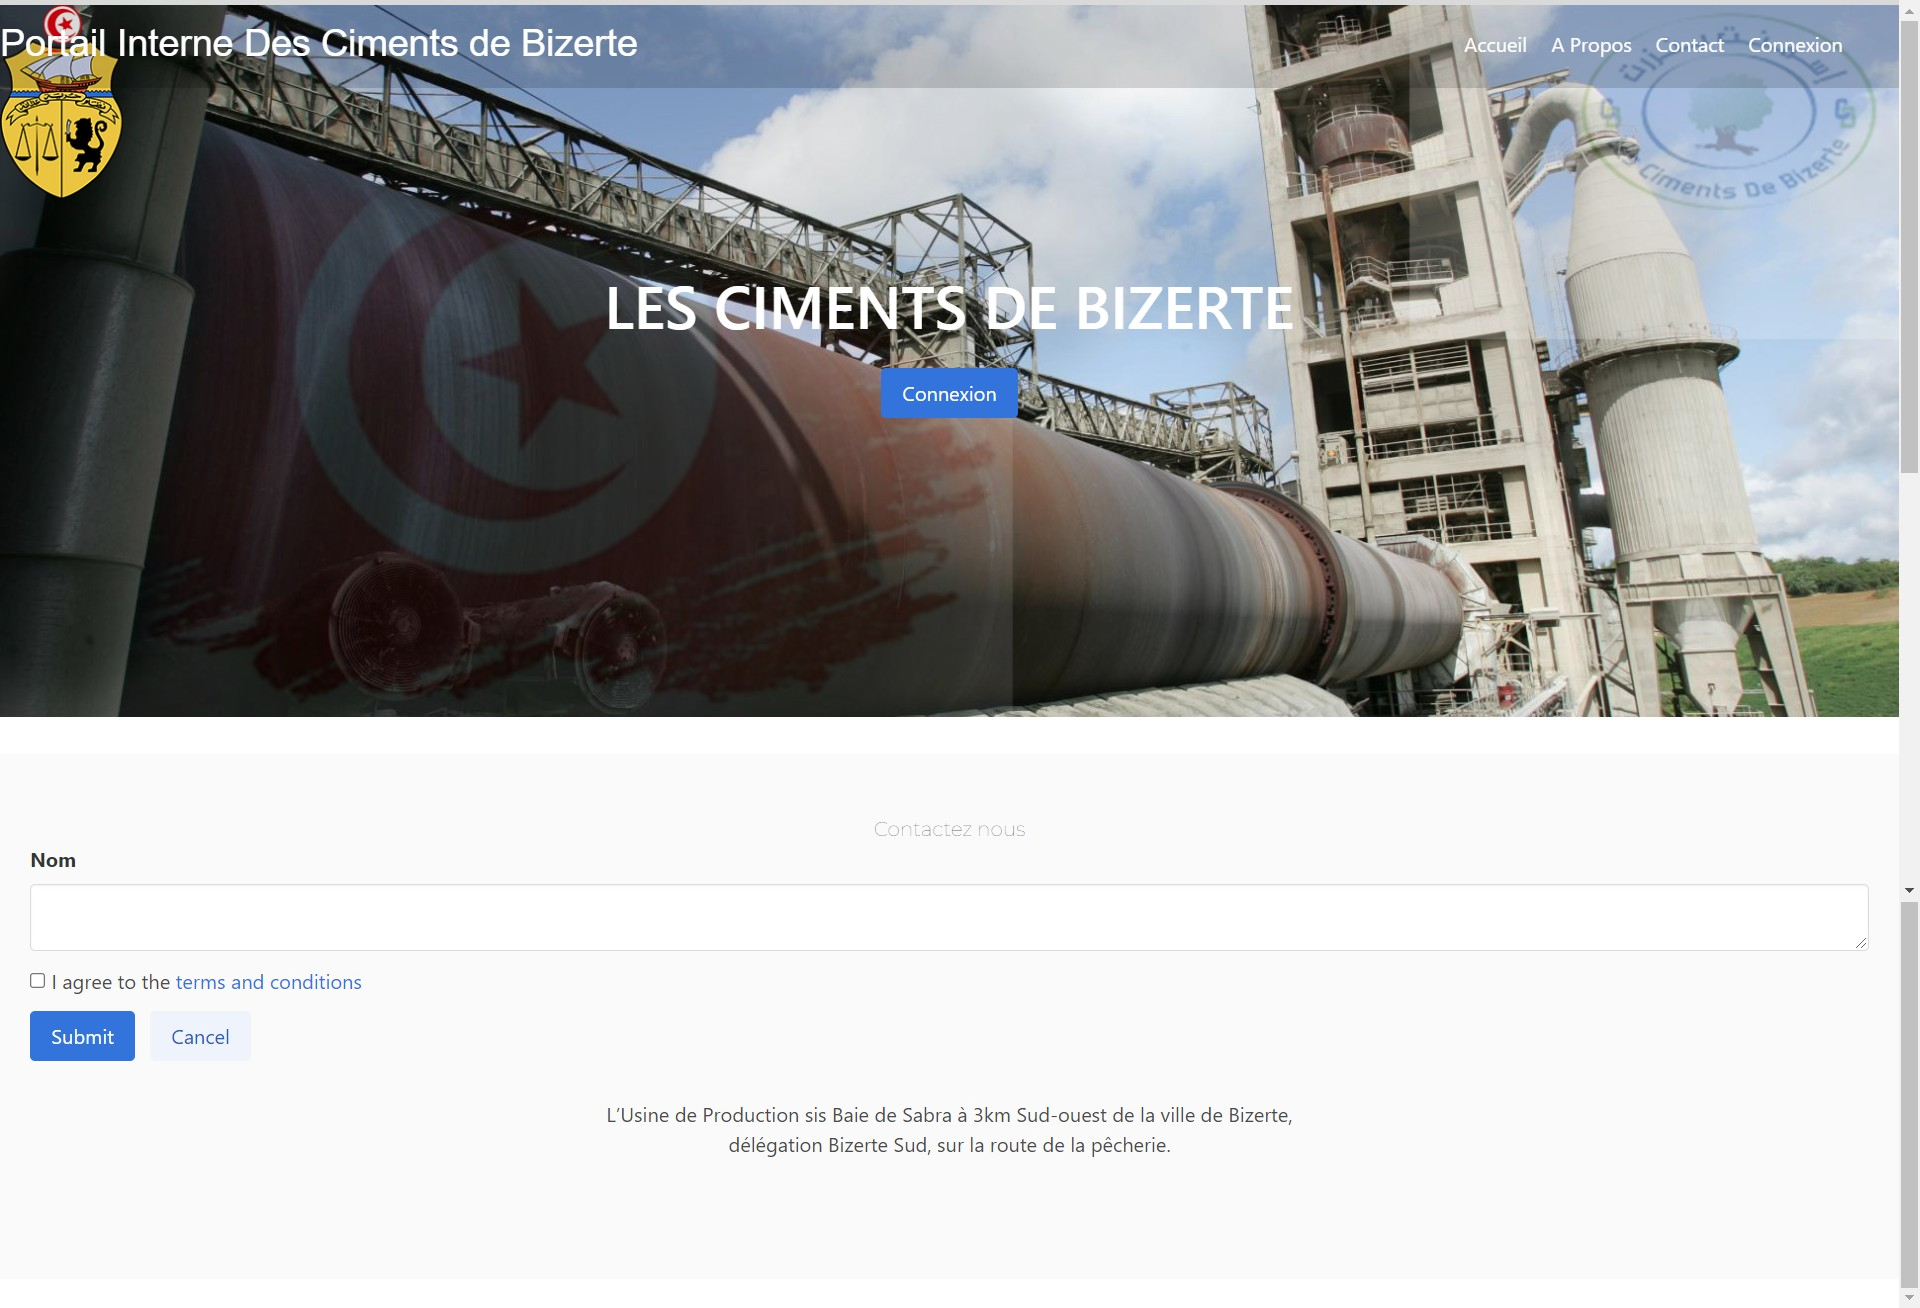 Portail Interne Des Ciments de Bizerte
Accueil
A Propos
Contact
Connexion
Les Ciments De Bizerte
LES CIMENTS DE BIZERTE
Connexion
Contactez nous
Nom
I agree to the terms and conditions
Submit
Cancel
L'Usine de Production sis Baie de Sabra à 3km Sud-ouest de la ville de Bizerte,
délégation Bizerte Sud, sur la route de la pêcherie.